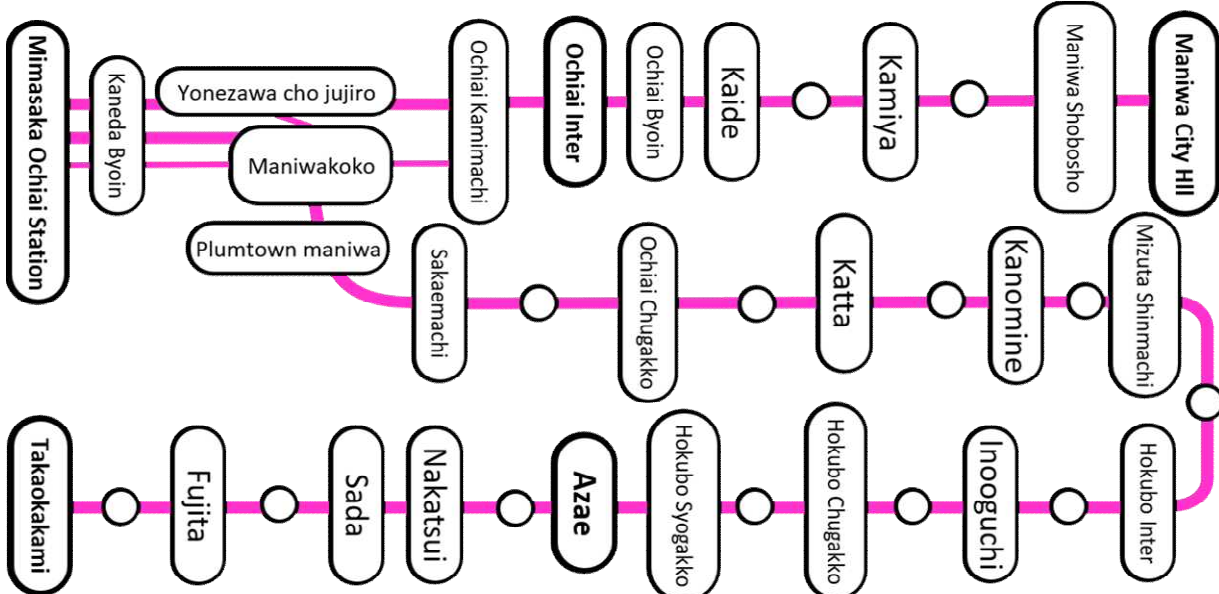 Mimasaka Ochiai Station
Kaneda Byoin
Yonezawa cho jujiro
Maniwakoko
Plumtown maniwa
Ochiai Kamimachi
Ochiai Inter
Ochiai Byoin
Kaide
Kamiya
Maniwa Shobosho
Maniwa City Hll
Sakaemachi
Ochiai Chugakko
Katta
Kanomine
Mizuta Shinmachi
Takaokakami
Fujita
Sada
Nakatsui
Azae
Hokubo Syogakko
Hokubo Chugakko
Inooguchi
Hokubo Inter